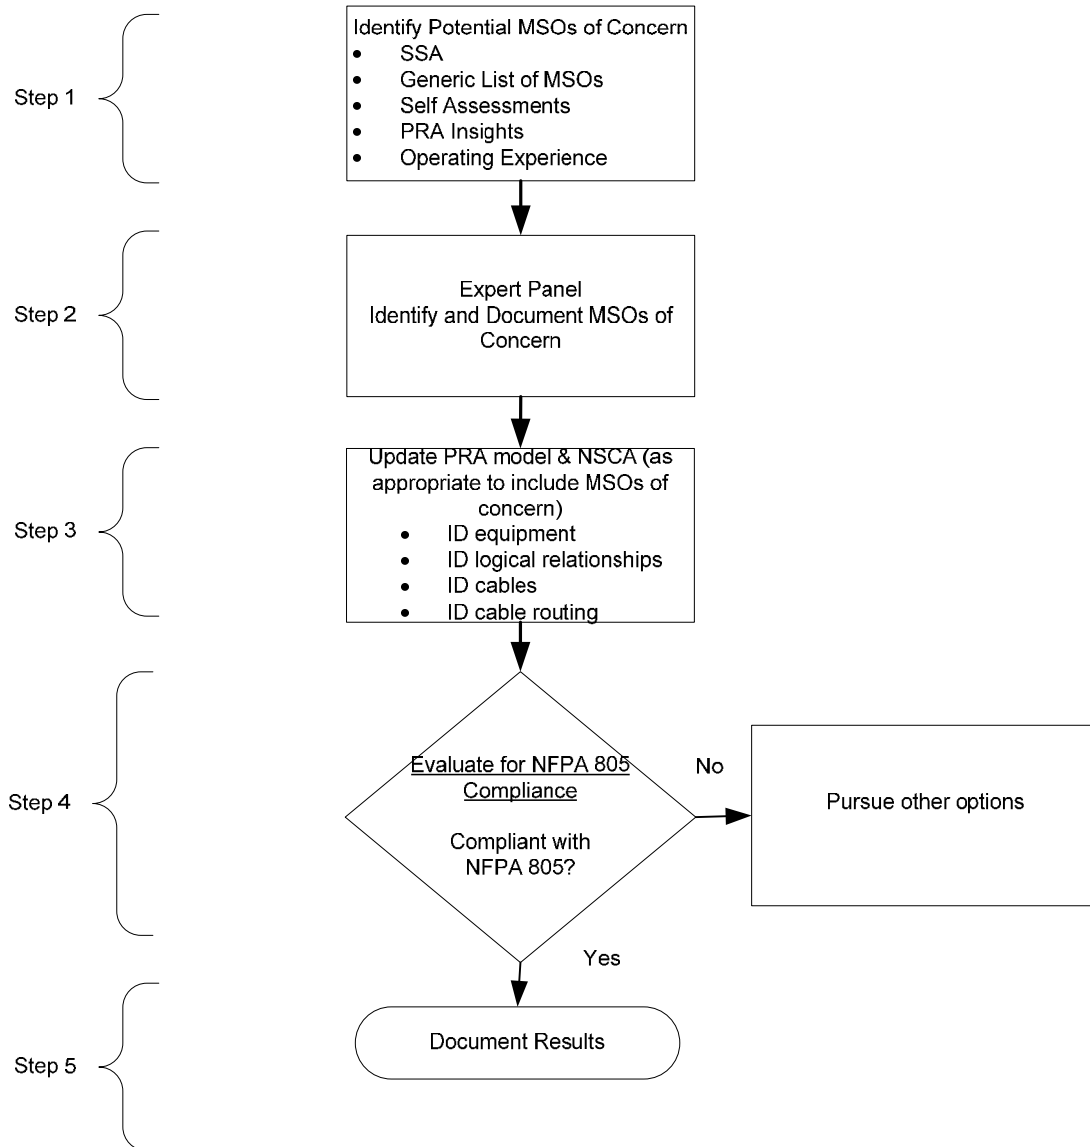 Step 1
Identify Potential MSOs of Concern
• SSA
• Generic List of MSOs
• Self Assessments
• PRA Insights
• Operating Experience
Step 2
Expert Panel
Identify and Document MSOs of
Concern
Step 3
Update PRA model & NSCA (as
appropriate to include MSOs of
concern)
• ID equipment
• ID logical relationships
• ID cables
• ID cable routing
Step 4
Evaluate for NFPA 805
Compliance
Compliant with
NFPA 805?
No
Pursue other options
Yes
Step 5
Document Results